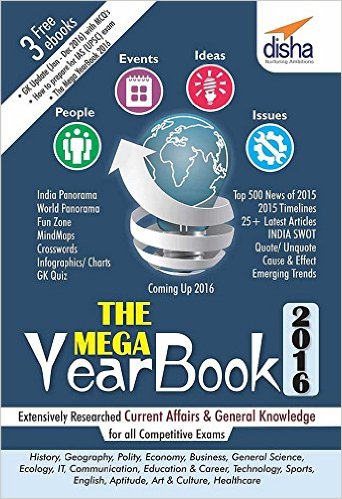 3 Free
ebooks
• GK Update (Jan - Dec 2016) with MCQ's
• How to prepare for IAS (UPSC) exam
• The Mega YearBook 2016
disha
Nurturing Ambitions
Events
Ideas
People
Issues
India Panorama
World Panorama
Fun Zone
MindMaps
Crosswords
Infographics/ Charts
GK Quiz
Top 500 News of 2015
2015 Timelines
25+ Latest Articles
INDIA SWOT
Quote/ Unquote
Cause & Effect
Emerging Trends
Coming Up 2016
THE
MEGA
YearBook
2016
Extensively Researched Current Affairs & General Knowledge
for all Competitive Exams
History, Geography, Polity, Economy, Business, General Science,
Ecology, IT, Communication, Education & Career, Technology, Sports,
English, Aptitude, Art & Culture, Healthcare